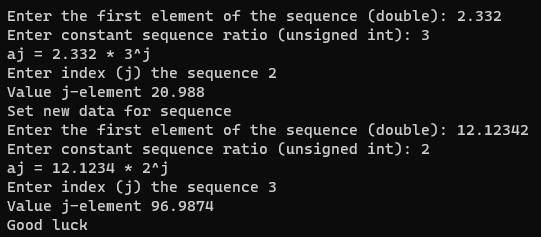 Enter the first element of the sequence (double): 2.332
Enter constant sequence ratio (unsigned int): 3
aj = 2.332 * 3^j
Enter index (j) the sequence 2
Value j-element 20.988
Set new data for sequence
Enter the first element of the sequence (double): 12.12342
Enter constant sequence ratio (unsigned int): 2
aj = 12.1234 * 2^j
Enter index (j) the sequence 3
Value j-element 96.9874
Good luck